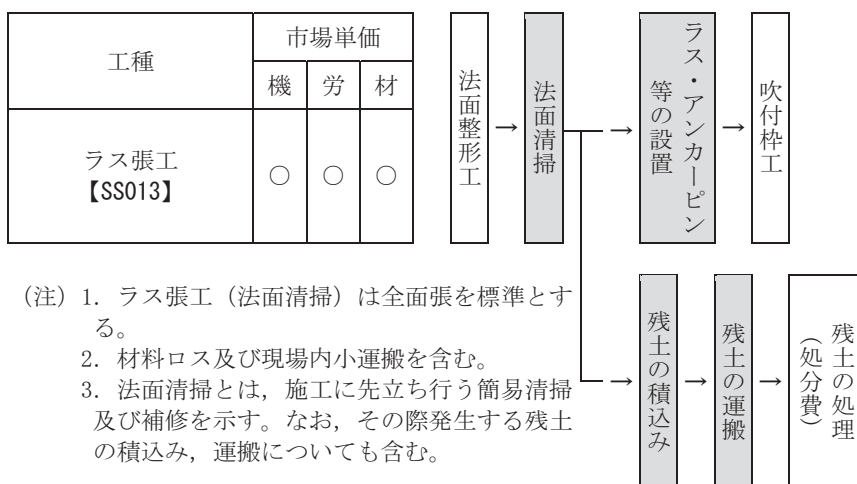 工種
市場単価
機 労 材
ラス張工
【SS013】
○ ○ ○
法面整形工
→
法面清掃
→
ラス・アンカーピン
等の設置
→
吹付枠工
(注) 1. ラス張工（法面清掃）は全面張を標準とす
る。
2. 材料ロス及び現場内小運搬を含む。
3. 法面清掃とは，施工に先立ち行う簡易清掃
及び補修を示す。なお，その際発生する残土
の積込み，運搬についても含む。
→
残土の積込み
→
残土の運搬
→
残土の処理
（処分費）